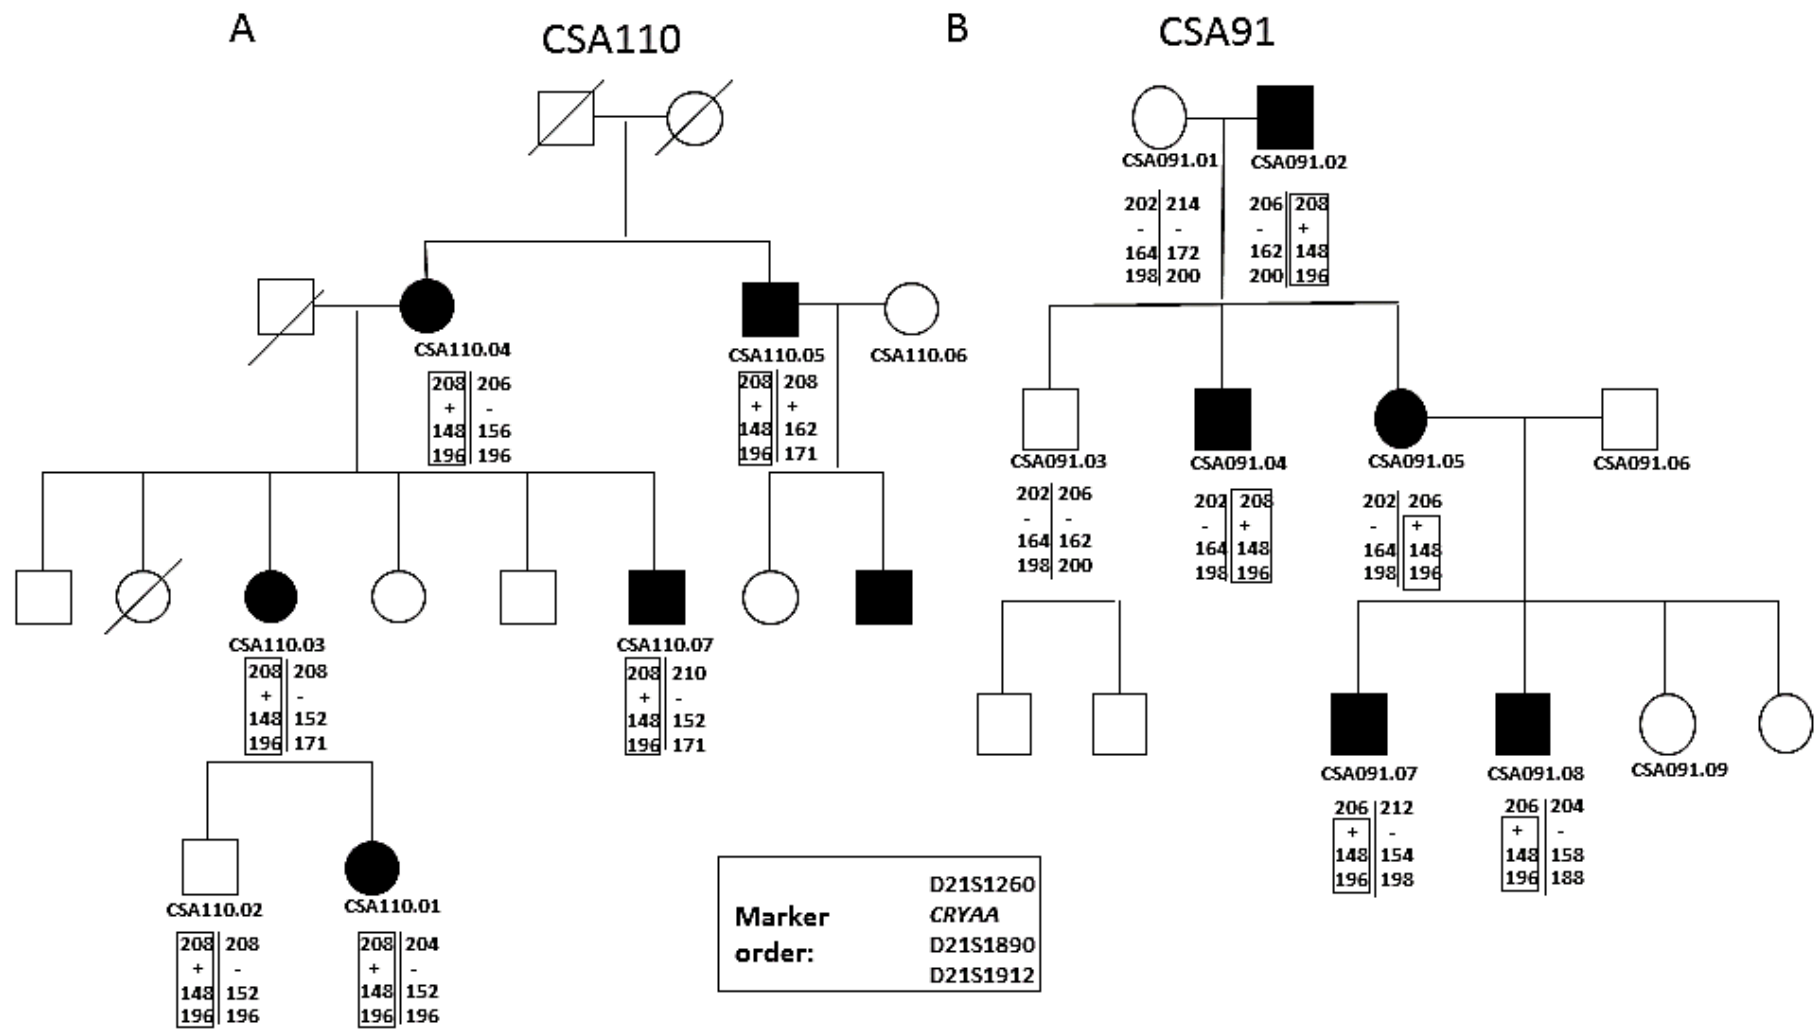 A
CSA110
B
CSA91
CSA091.01
CSA091.02
202 214
- -
164 172
198 200
206 208
- +
162 148
200 196
CSA110.04
208 206
+ -
148 156
196 196
CSA110.05
208 208
+ +
148 162
196 171
CSA110.06
CSA091.03
202 206
- -
164 162
198 200
CSA091.04
202 208
- +
164 148
198 196
CSA091.05
202 206
- +
164 148
198 196
CSA091.06
CSA110.03
208 208
+ -
148 152
196 171
CSA110.07
208 210
+ -
148 152
196 171
CSA091.07
206 212
+ -
148 154
196 198
CSA091.08
206 204
+ -
148 158
196 188
CSA091.09
CSA110.02
208 208
+ -
148 152
196 196
CSA110.01
208 204
+ -
148 152
196 196
Marker
order:
D21S1260
CRYAA
D21S1890
D21S1912